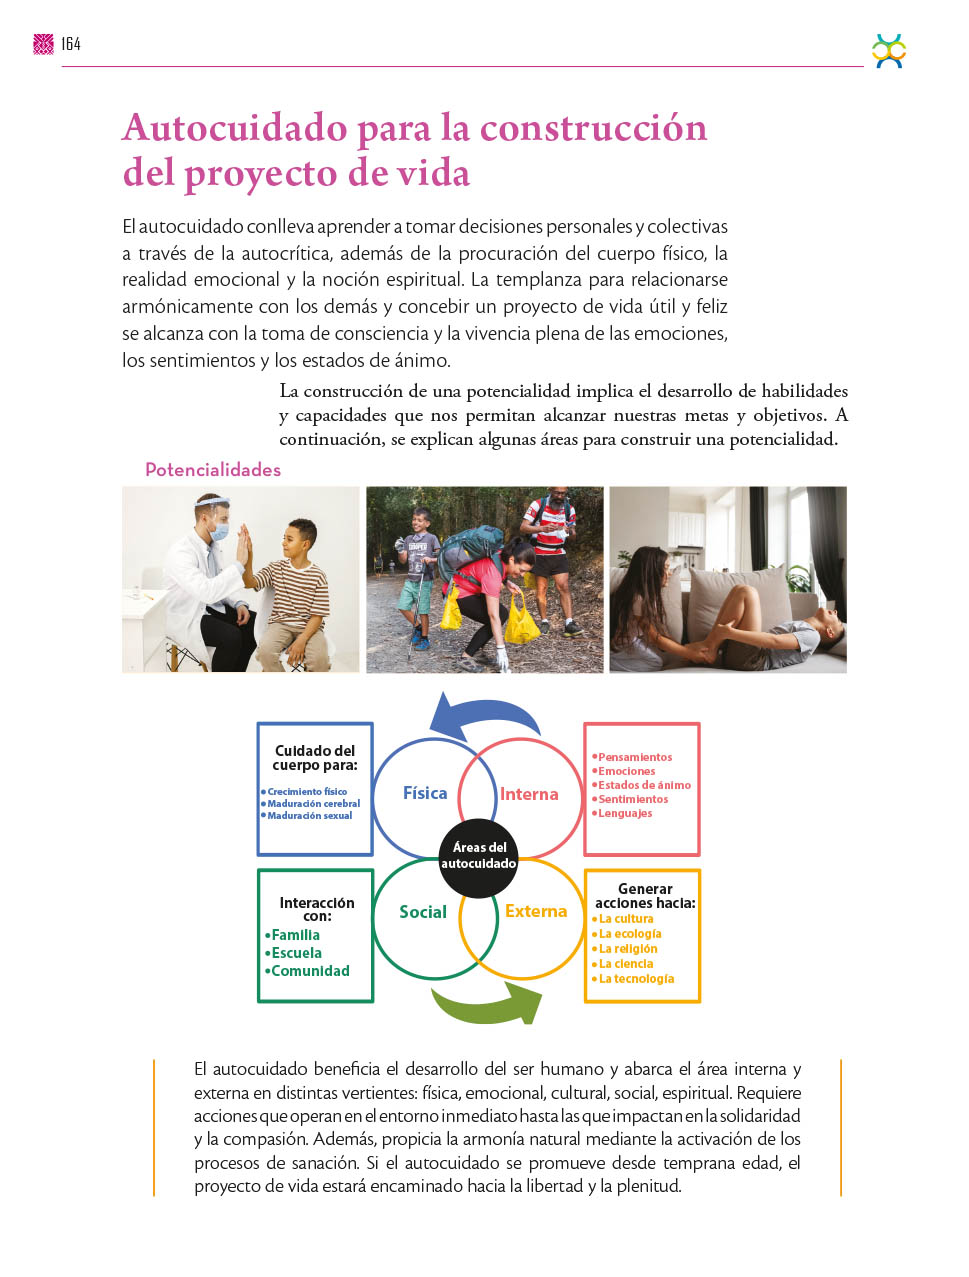 164
Autocuidado para la construcción
del proyecto de vida
El autocuidado conlleva aprender a tomar decisiones personales y colectivas
a través de la autocrítica, además de la procuración del cuerpo físico, la
realidad emocional y la noción espiritual. La templanza para relacionarse
armónicamente con los demás y concebir un proyecto de vida útil y feliz
se alcanza con la toma de consciencia y la vivencia plena de las emociones,
los sentimientos y los estados de ánimo.
La construcción de una potencialidad implica el desarrollo de habilidades
y capacidades que nos permitan alcanzar nuestras metas y objetivos. A
continuación, se explican algunas áreas para construir una potencialidad.
Potencialidades
Cuidado del
cuerpo para:
•Crecimiento físico
•Maduración cerebral
•Maduración sexual
Física
Interna
•Pensamientos
•Emociones
•Estados de ánimo
•Sentimientos
•Lenguajes
Áreas del
autocuidado
Interacción
con:
•Familia
•Escuela
•Comunidad
Social
Externa
Generar
acciones hacia:
•La cultura
•La ecología
•La religión
•La ciencia
•La tecnología
El autocuidado beneficia el desarrollo del ser humano y abarca el área interna y
externa en distintas vertientes: física, emocional, cultural, social, espiritual. Requiere
acciones que operan en el entorno inmediato hasta las que impactan en la solidaridad
y la compasión. Además, propicia la armonía natural mediante la activación de los
procesos de sanación. Si el autocuidado se promueve desde temprana edad, el
proyecto de vida estará encaminado hacia la libertad y la plenitud.